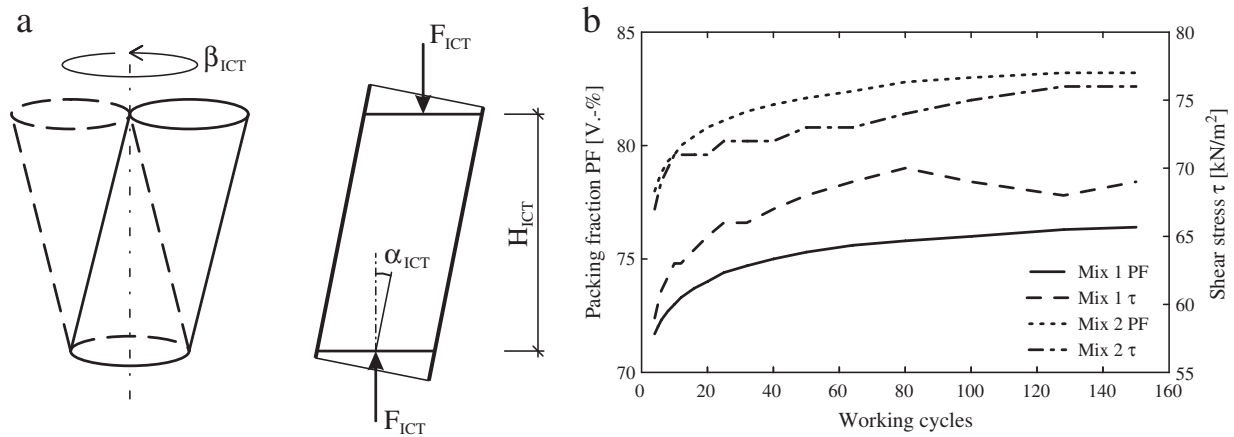 a
β_ICT
F_ICT
H_ICT
α_ICT
F_ICT
b
Packing fraction PF [V.-%]
85
80
75
70
80
75
70
65
60
55
Shear stress τ [kN/m²]
Mix 1 PF
Mix 1 τ
Mix 2 PF
Mix 2 τ
0 20 40 60 80 100 120 140 160
Working cycles